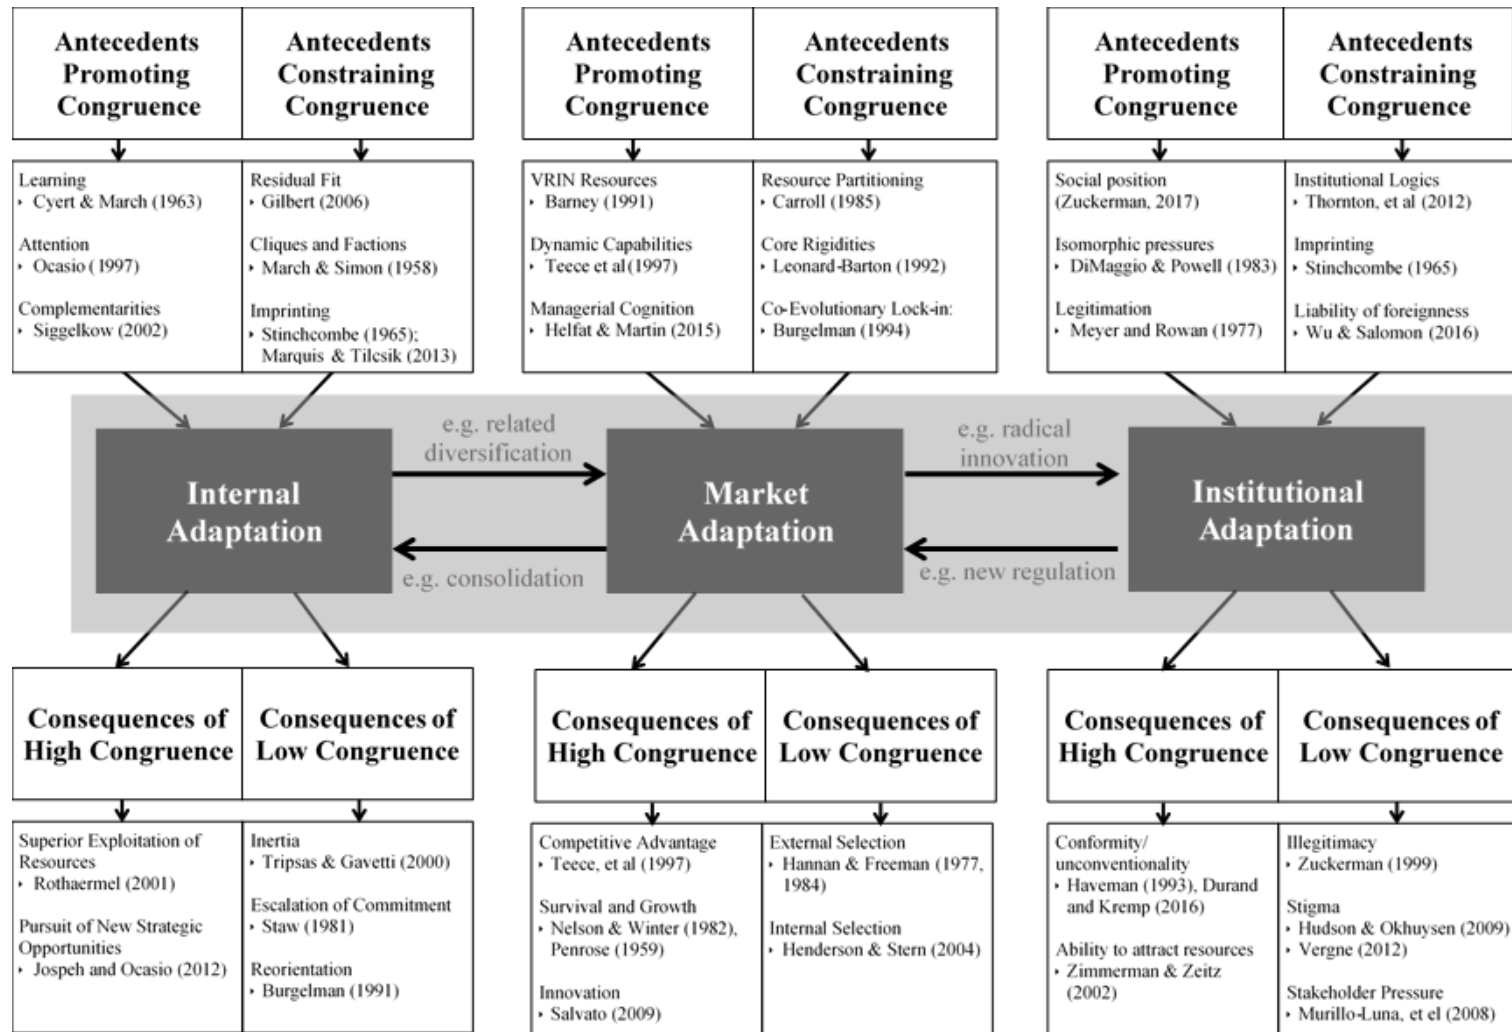 Antecedents
Promoting
Congruence
Antecedents
Constraining
Congruence
Antecedents
Promoting
Congruence
Antecedents
Constraining
Congruence
Antecedents
Promoting
Congruence
Antecedents
Constraining
Congruence
Learning
‣ Cyert & March (1963)
Attention
‣ Ocasio (1997)
Complementarities
‣ Siggelkow (2002)
Residual Fit
‣ Gilbert (2006)
Cliques and Factions
‣ March & Simon (1958)
Imprinting
‣ Stinchcombe (1965);
Marquis & Tilcsik (2013)
VRIN Resources
‣ Barney (1991)
Dynamic Capabilities
‣ Teece et al (1997)
Managerial Cognition
‣ Helfat & Martin (2015)
Resource Partitioning
‣ Carroll (1985)
Core Rigidities
‣ Leonard-Barton (1992)
Co-Evolutionary Lock-in:
‣ Burgelman (1994)
Social position
(Zuckerman, 2017)
Isomorphic pressures
‣ DiMaggio & Powell (1983)
Legitimation
‣ Meyer and Rowan (1977)
Institutional Logics
‣ Thornton, et al (2012)
Imprinting
‣ Stinchcombe (1965)
Liability of foreignness
‣ Wu & Salomon (2016)
Internal
Adaptation
e.g. related
diversification
e.g. consolidation
Market
Adaptation
e.g. radical
innovation
e.g. new regulation
Institutional
Adaptation
Consequences of
High Congruence
Consequences of
Low Congruence
Consequences of
High Congruence
Consequences of
Low Congruence
Consequences of
High Congruence
Consequences of
Low Congruence
Superior Exploitation of
Resources
‣ Rothaermel (2001)
Pursuit of New Strategic
Opportunities
‣ Jospeh and Ocasio (2012)
Inertia
‣ Tripsas & Gavetti (2000)
Escalation of Commitment
‣ Staw (1981)
Reorientation
‣ Burgelman (1991)
Competitive Advantage
‣ Teece, et al (1997)
Survival and Growth
‣ Nelson & Winter (1982),
Penrose (1959)
Innovation
‣ Salvato (2009)
External Selection
‣ Hannan & Freeman (1977,
1984)
Internal Selection
‣ Henderson & Stern (2004)
Conformity/
unconventionality
‣ Haveman (1993), Durand
and Kremp (2016)
Ability to attract resources
‣ Zimmerman & Zeitz
(2002)
Illegitimacy
‣ Zuckerman (1999)
Stigma
‣ Hudson & Okhuysen (2009)
‣ Vergne (2012)
Stakeholder Pressure
‣ Murillo-Luna, et el (2008)